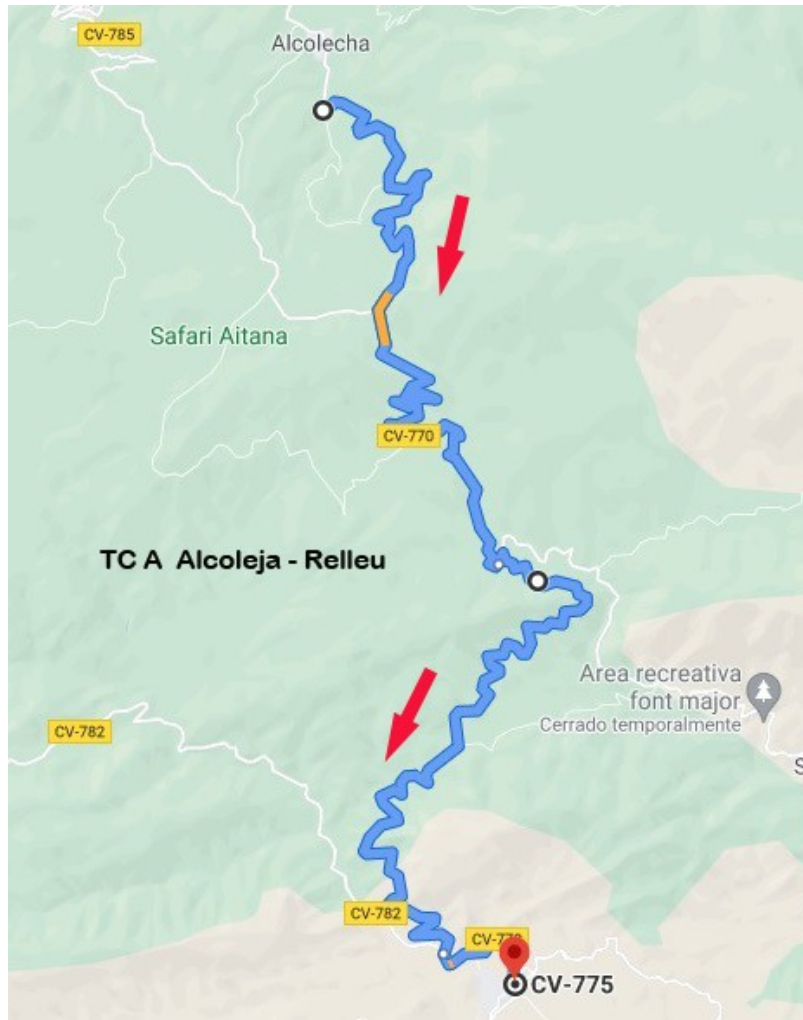 CV-785
Alcolecha
Safari Aitana
CV-770
TC A Alcoleja - Relleu
Area recreativa
font major
Cerrado temporalmente
CV-782
S
CV-782
CV-775